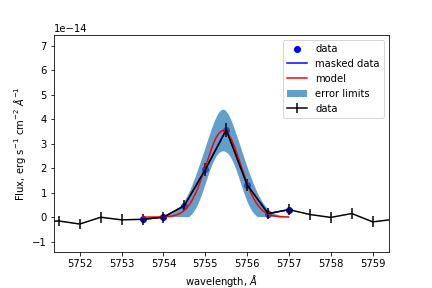 1e−14
data
masked data
model
error limits
data
7
6
5
4
3
2
1
0
−1
Flux, erg s⁻¹ cm⁻² Å⁻¹
5752 5753 5754 5755 5756 5757 5758 5759
wavelength, Å